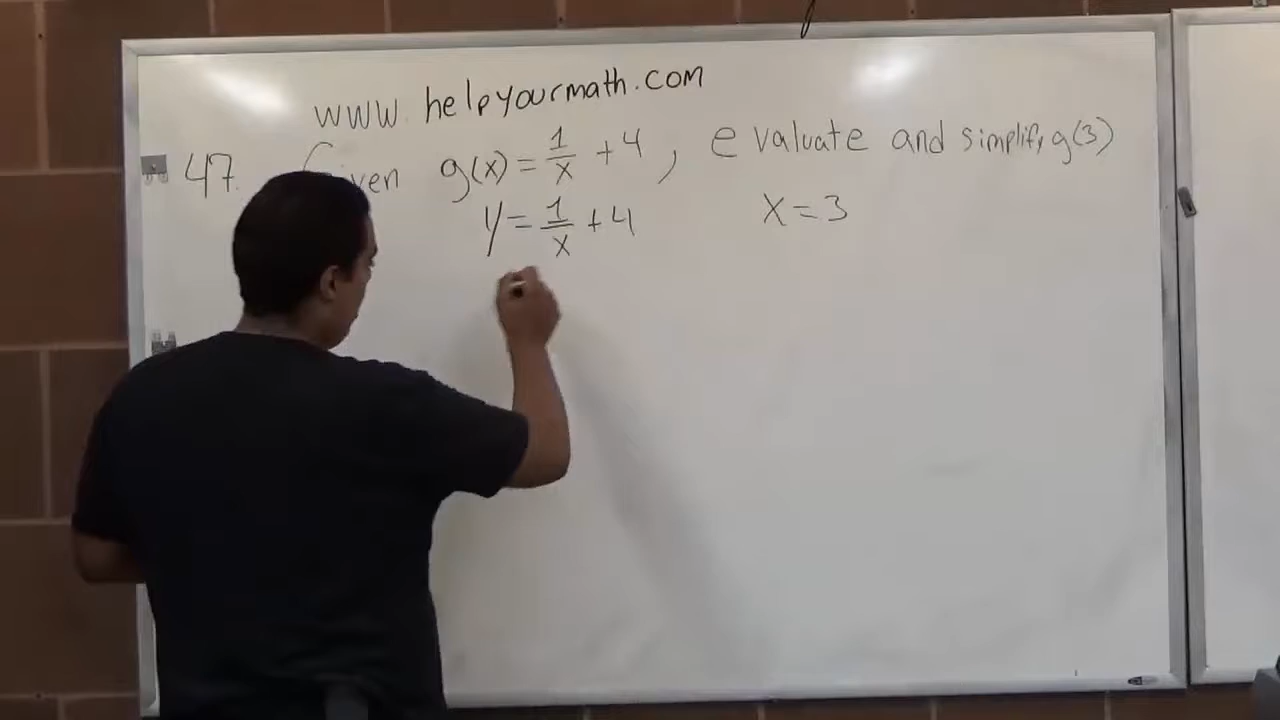 www.helpyourmath.com
47. Given g(x) = 1/x + 4, evaluate and simplify g(3)
y = 1/x + 4 x = 3